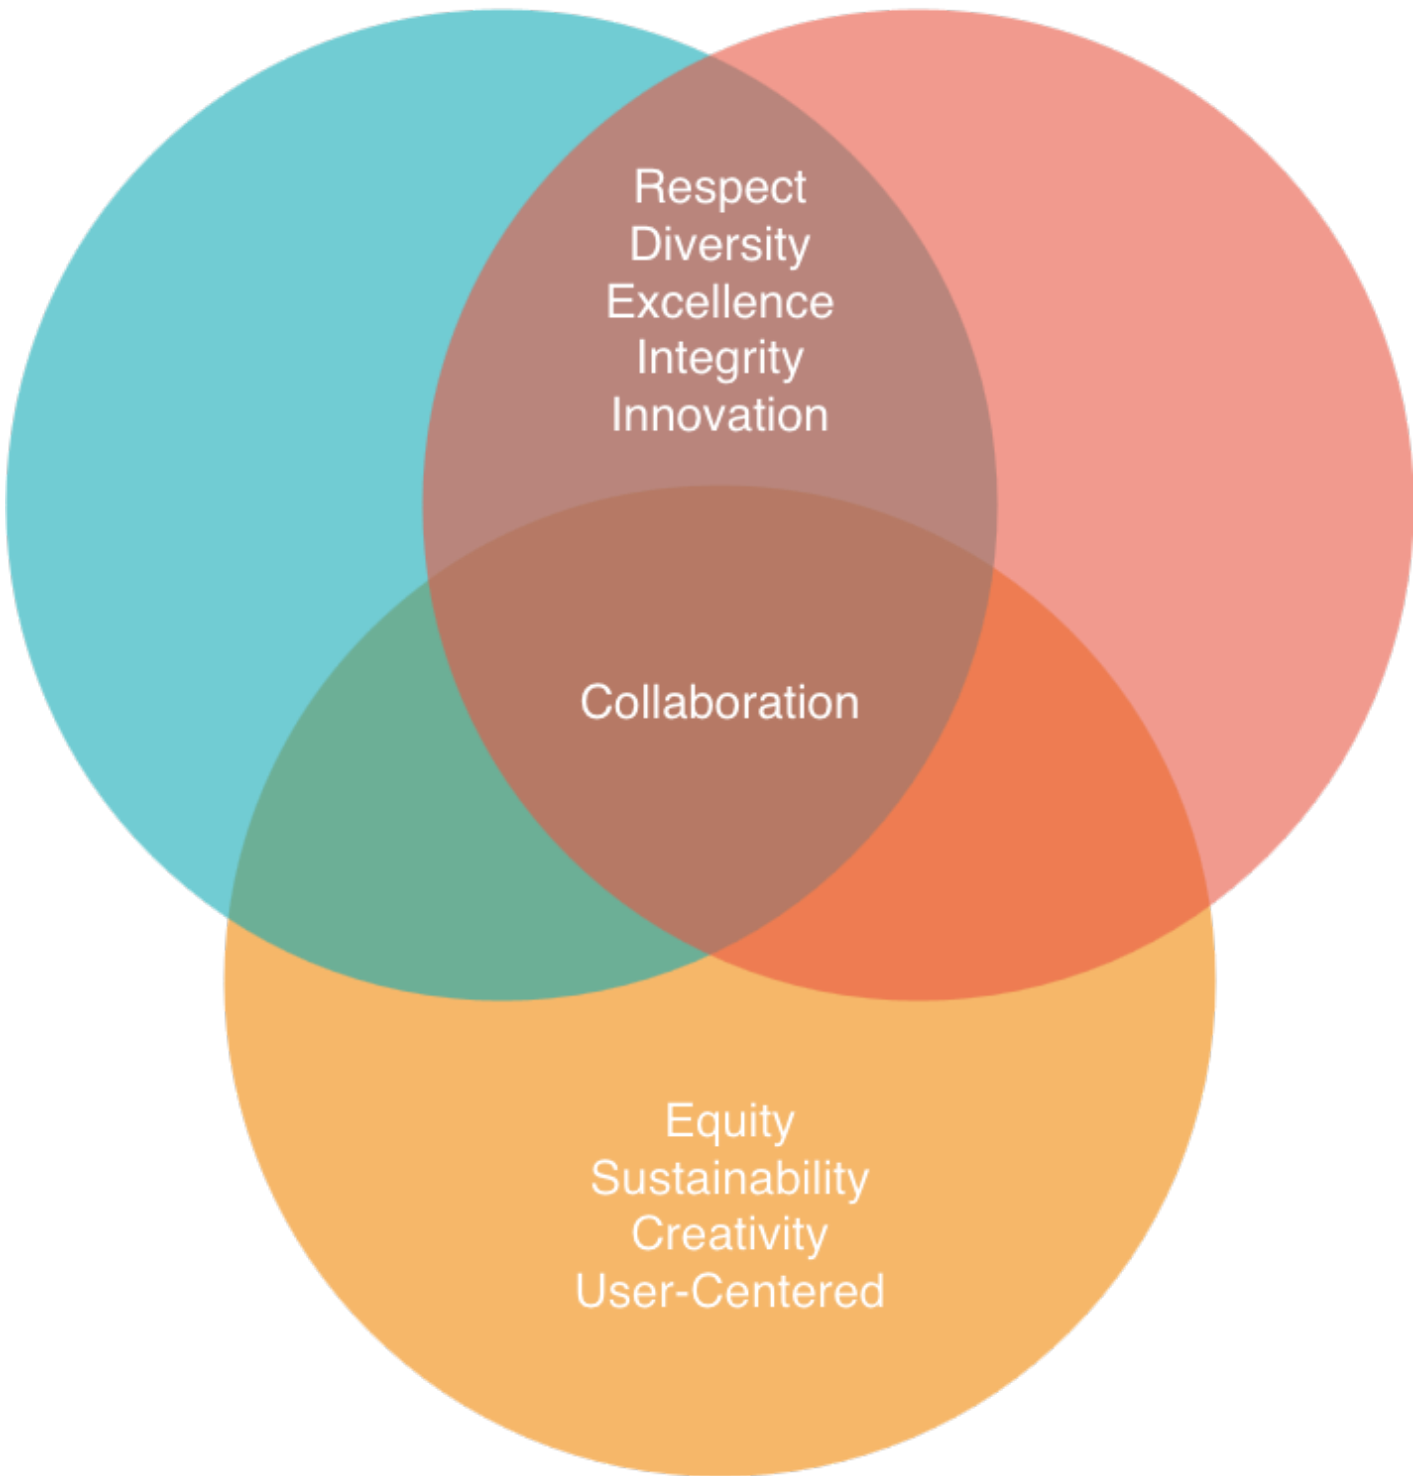 Respect
Diversity
Excellence
Integrity
Innovation
Collaboration
Equity
Sustainability
Creativity
User-Centered